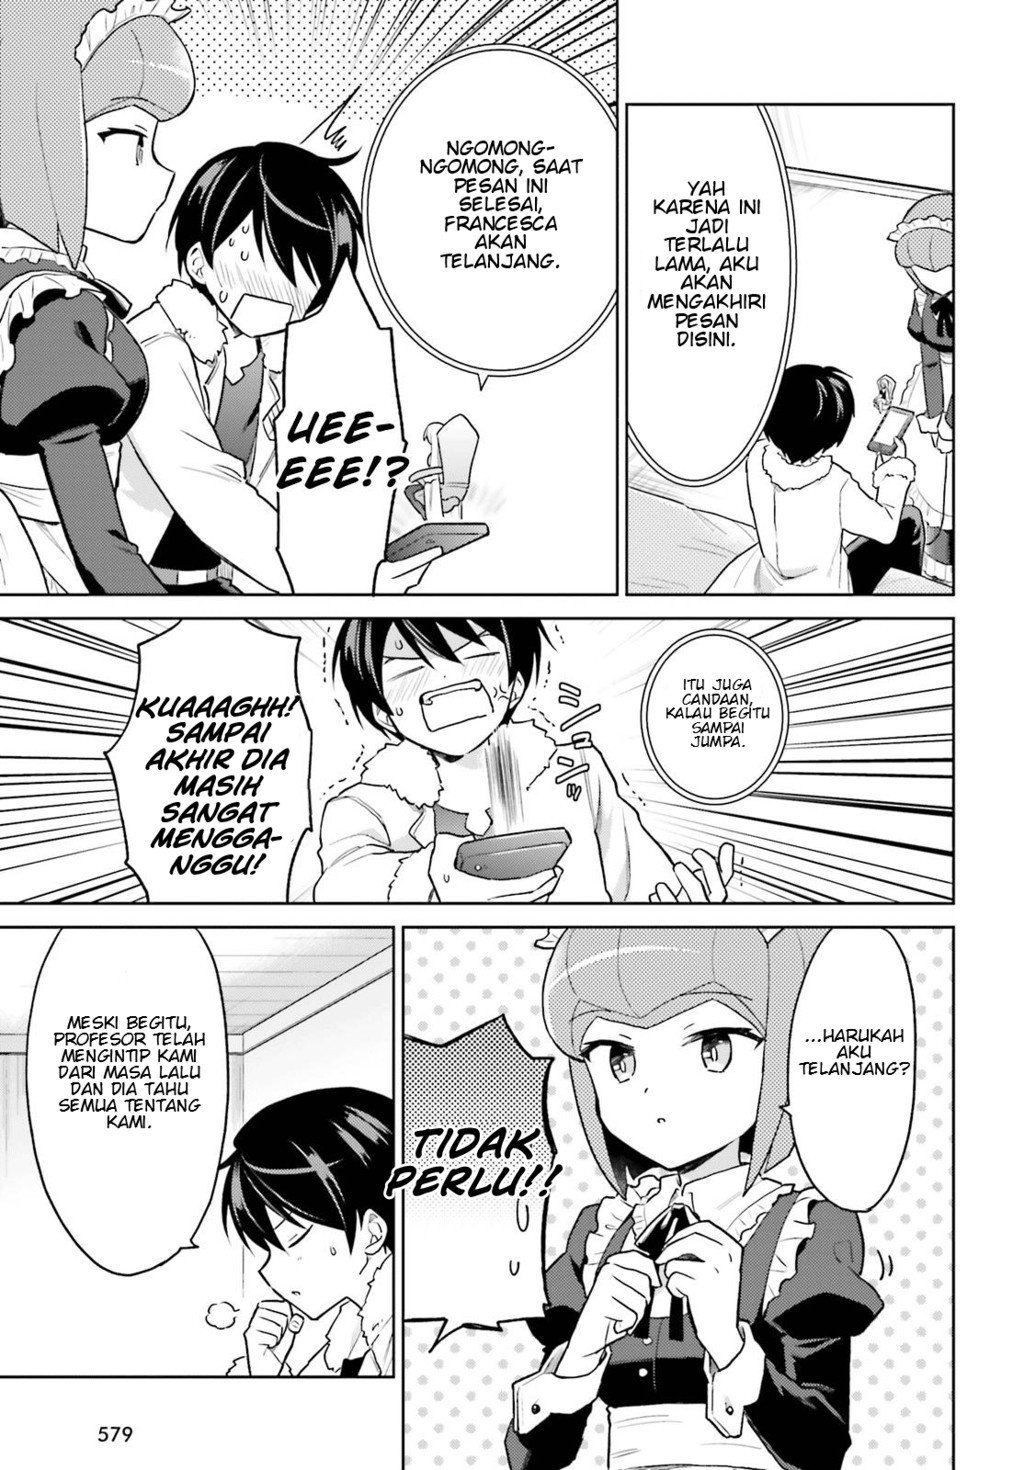 YAH
KARENA INI
JADI
TERLALU
LAMA, AKU
AKAN
MENGAKHIRI
PESAN
DISINI.
NGOMONG-
NGOMONG, SAAT
PESAN INI
SELESAI,
FRANCESCA
AKAN
TELANJANG.
UEE-
EEE!?
ITU JUGA
CANDAAN,
KALAU BEGITU
SAMPAI
JUMPA.
KUAAAGHH!
SAMPAI
AKHIR DIA
MASIH
SANGAT
MENGGA-
NGGU!
...HARUKAH
AKU
TELANJANG?
TIDAK
PERLU!!
MESKI BEGITU,
PROFESOR TELAH
MENGINTIP KAMI
DARI MASA LALU
DAN DIA TAHU
SEMUA TENTANG
KAMI.
579